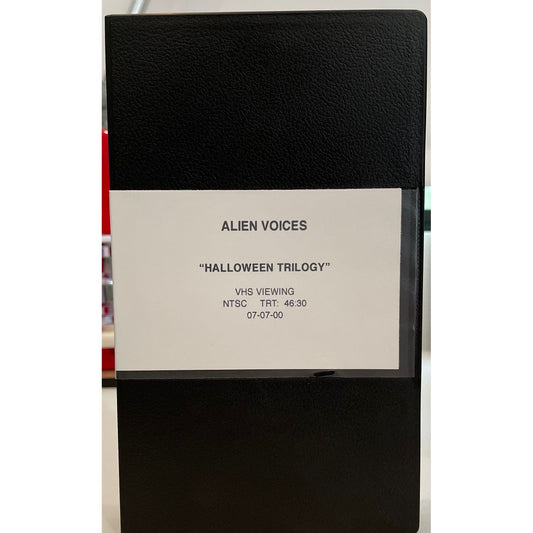 ALIEN VOICES
“HALLOWEEN TRILOGY”
VHS VIEWING
NTSC TRT: 46:30
07-07-00